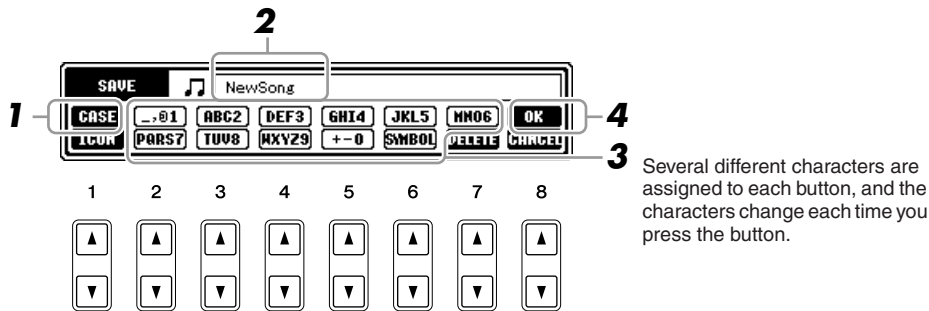 2
SAVE NewSong
1 CASE _,@1 ABC2 DEF3 GHI4 JKL5 MNO6 OK 4
ICON PQRS7 TUV8 WXYZ9 +-0 SYMBOL DELETE CANCEL
3
Several different characters are
assigned to each button, and the
characters change each time you
press the button.
1 2 3 4 5 6 7 8